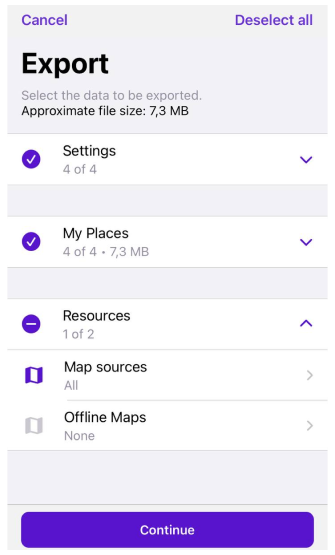 Cancel
Deselect all
Export
Select the data to be exported.
Approximate file size: 7,3 MB
Settings
4 of 4
My Places
4 of 4 • 7,3 MB
Resources
1 of 2
Map sources
All
Offline Maps
None
Continue